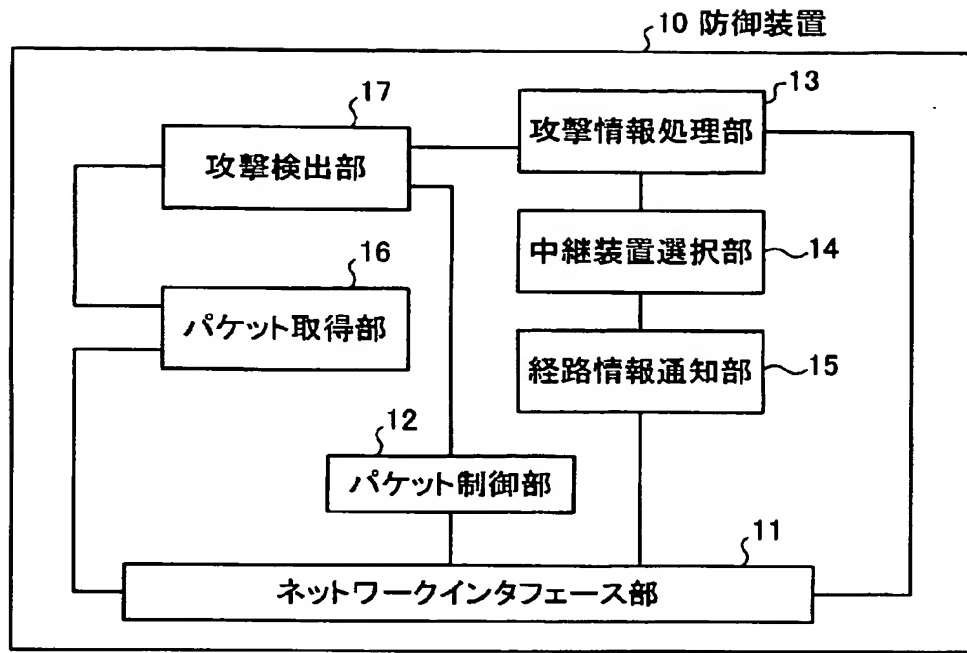 10 防御装置
17
攻撃検出部
13
攻撃情報処理部
中継装置選択部
14
16
パケット取得部
経路情報通知部
15
12
パケット制御部
11
ネットワークインタフェース部